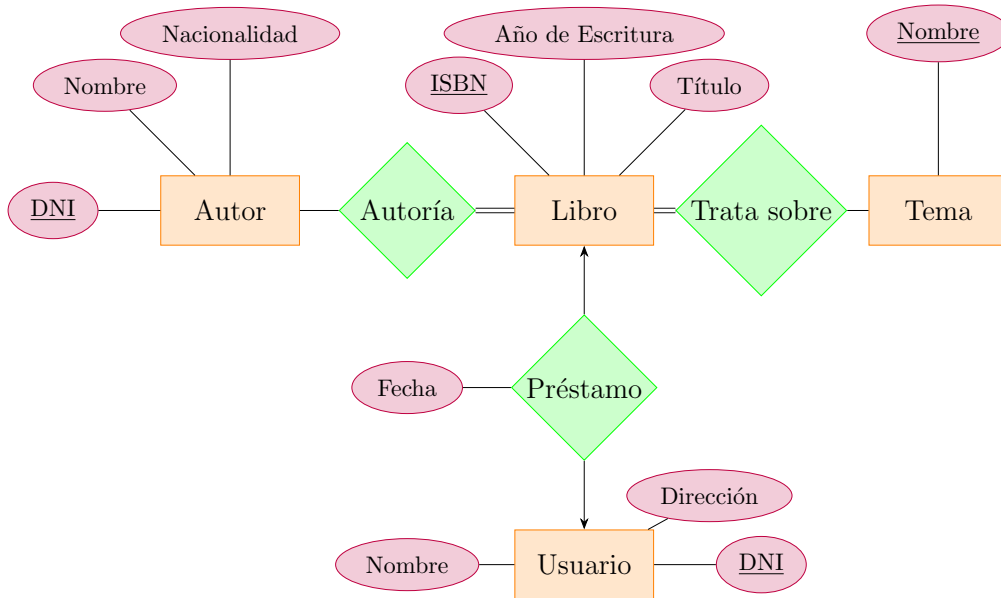 Nacionalidad
Año de Escritura
Nombre
Nombre
ISBN
Título
DNI
Autor
Autoría
Libro
Trata sobre
Tema
Fecha
Préstamo
Dirección
Nombre
Usuario
DNI